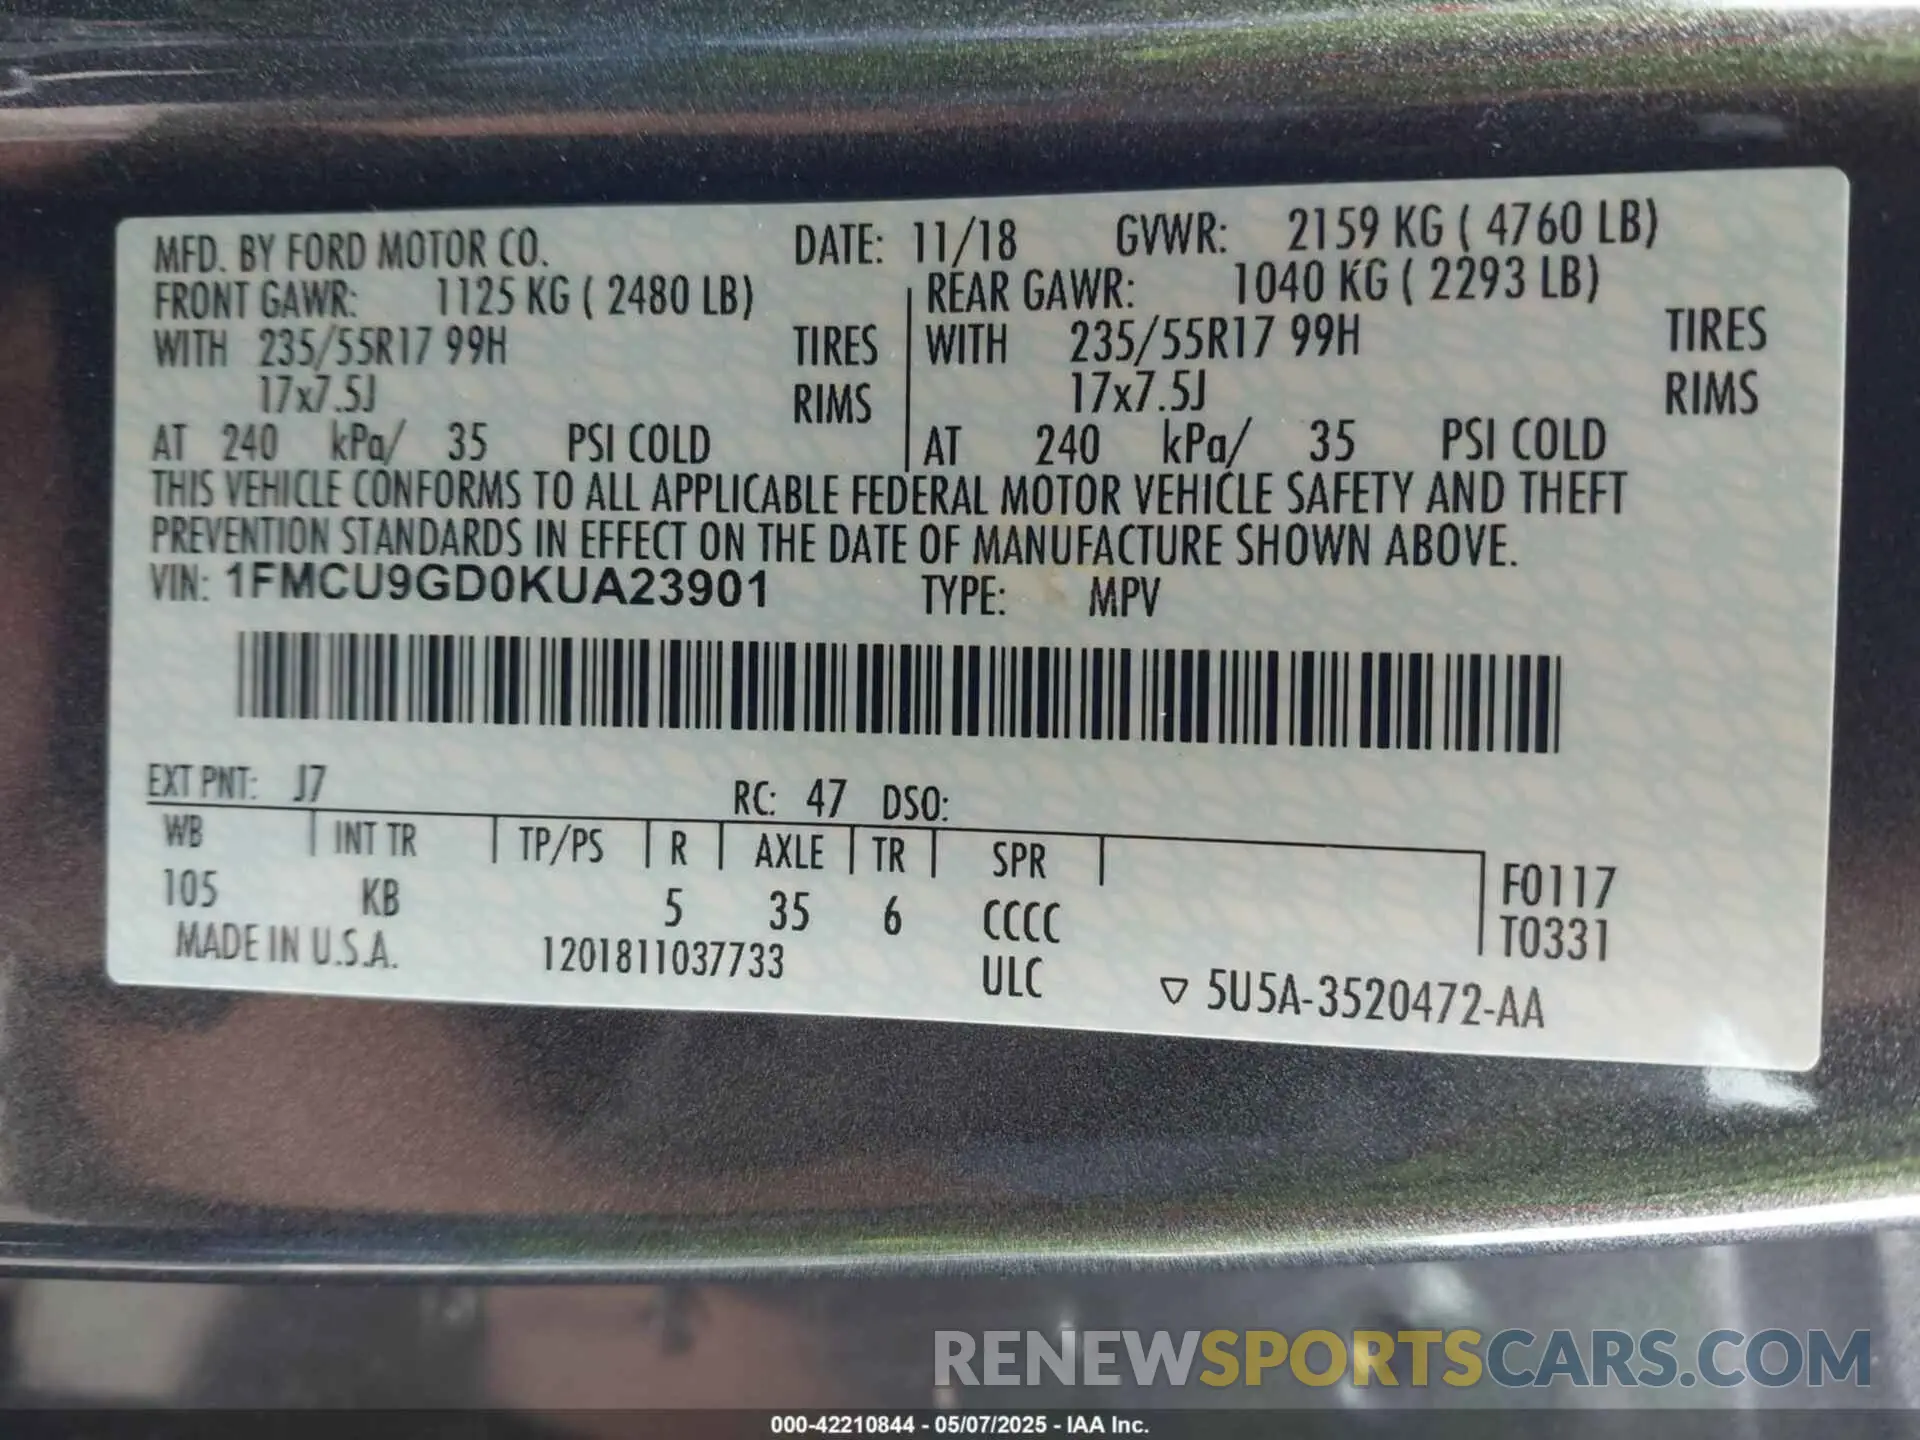 MFD. BY FORD MOTOR CO. DATE: 11/18 GVWR: 2159 KG ( 4760 LB)
FRONT GAWR: 1125 KG ( 2480 LB) REAR GAWR: 1040 KG ( 2293 LB)
WITH 235/55R17 99H TIRES WITH 235/55R17 99H TIRES
17x7.5J RIMS 17x7.5J RIMS
AT 240 kPa/ 35 PSI COLD AT 240 kPa/ 35 PSI COLD
THIS VEHICLE CONFORMS TO ALL APPLICABLE FEDERAL MOTOR VEHICLE SAFETY AND THEFT
PREVENTION STANDARDS IN EFFECT ON THE DATE OF MANUFACTURE SHOWN ABOVE.
VIN: 1FMCU9GD0KUA23901 TYPE: MPV
EXT PNT: J7 RC: 47 DSO:
WB INT TR TP/PS R AXLE TR SPR
105 KB 5 35 6 CCCC F0117
T0331
MADE IN U.S.A. 1201811037733 ULC ▽ 5U5A-3520472-AA
RENEWSPORTSCARS.COM
000-42210844 - 05/07/2025 - IAA Inc.